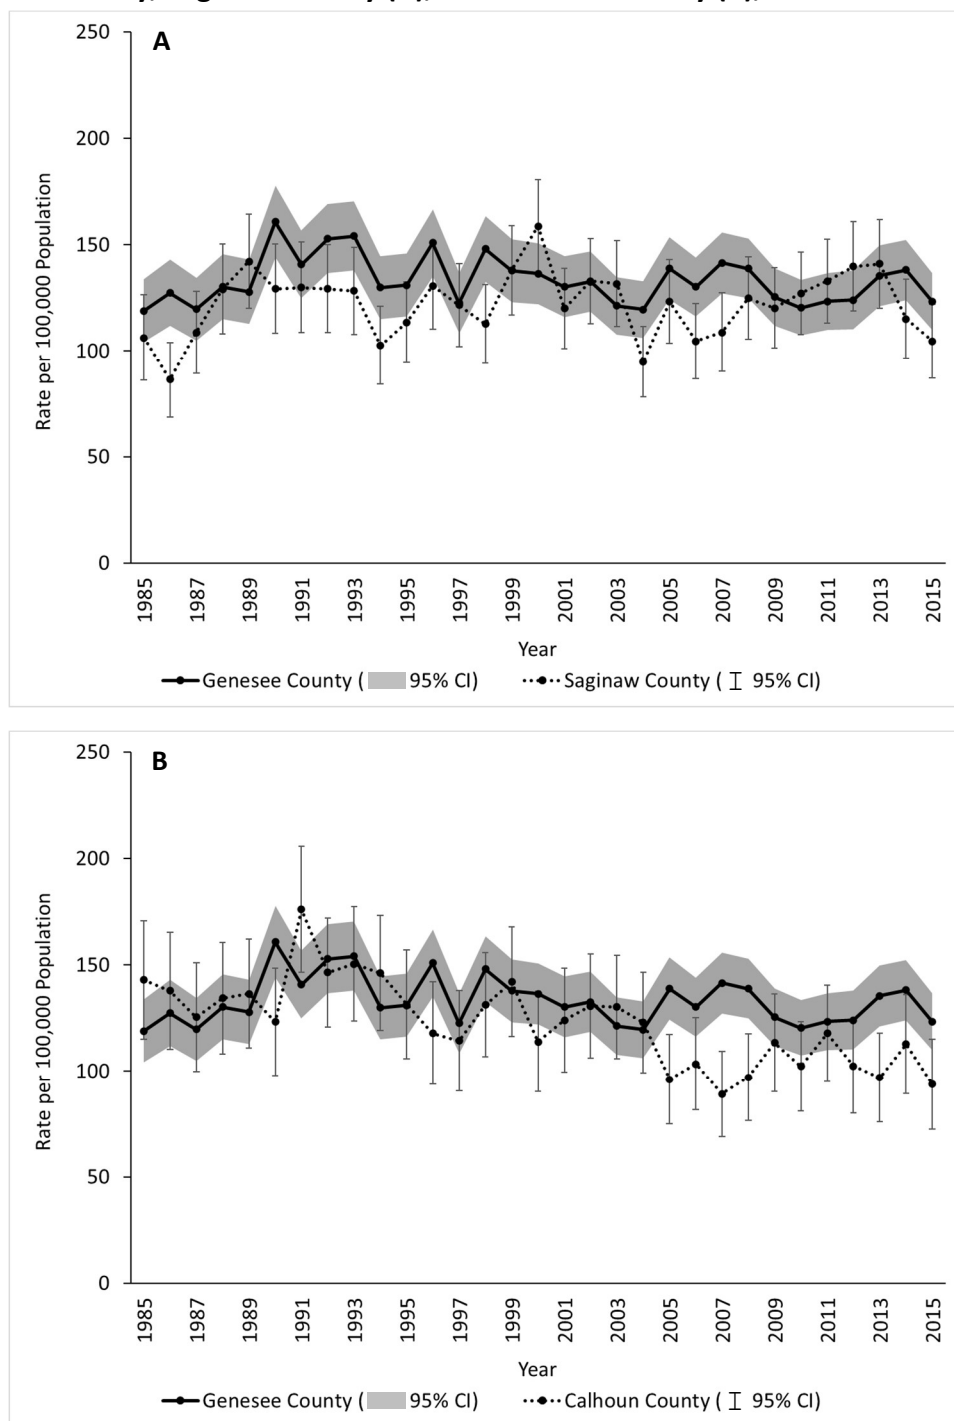 A
250
200
150
100
50
0
Rate per 100,000 Population
1985 1987 1989 1991 1993 1995 1997 1999 2001 2003 2005 2007 2009 2011 2013 2015
Year
Genesee County ( 95% CI) Saginaw County ( 95% CI)
B
250
200
150
100
50
0
Rate per 100,000 Population
1985 1987 1989 1991 1993 1995 1997 1999 2001 2003 2005 2007 2009 2011 2013 2015
Year
Genesee County ( 95% CI) Calhoun County ( 95% CI)